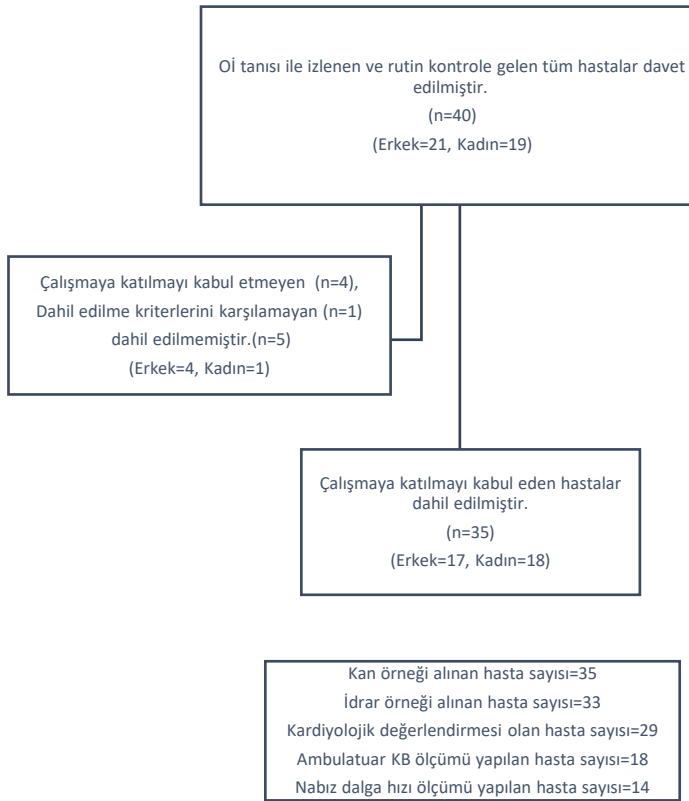 Oİ tanısı ile izlenen ve rutin kontrole gelen tüm hastalar davet
edilmiştir.
(n=40)
(Erkek=21, Kadın=19)
Çalışmaya katılmayı kabul etmeyen (n=4),
Dahil edilme kriterlerini karşılamayan (n=1)
dahil edilmemiştir.(n=5)
(Erkek=4, Kadın=1)
Çalışmaya katılmayı kabul eden hastalar
dahil edilmiştir.
(n=35)
(Erkek=17, Kadın=18)
Kan örneği alınan hasta sayısı=35
İdrar örneği alınan hasta sayısı=33
Kardiyolojik değerlendirmesi olan hasta sayısı=29
Ambulatuar KB ölçümü yapılan hasta sayısı=18
Nabız dalga hızı ölçümü yapılan hasta sayısı=14